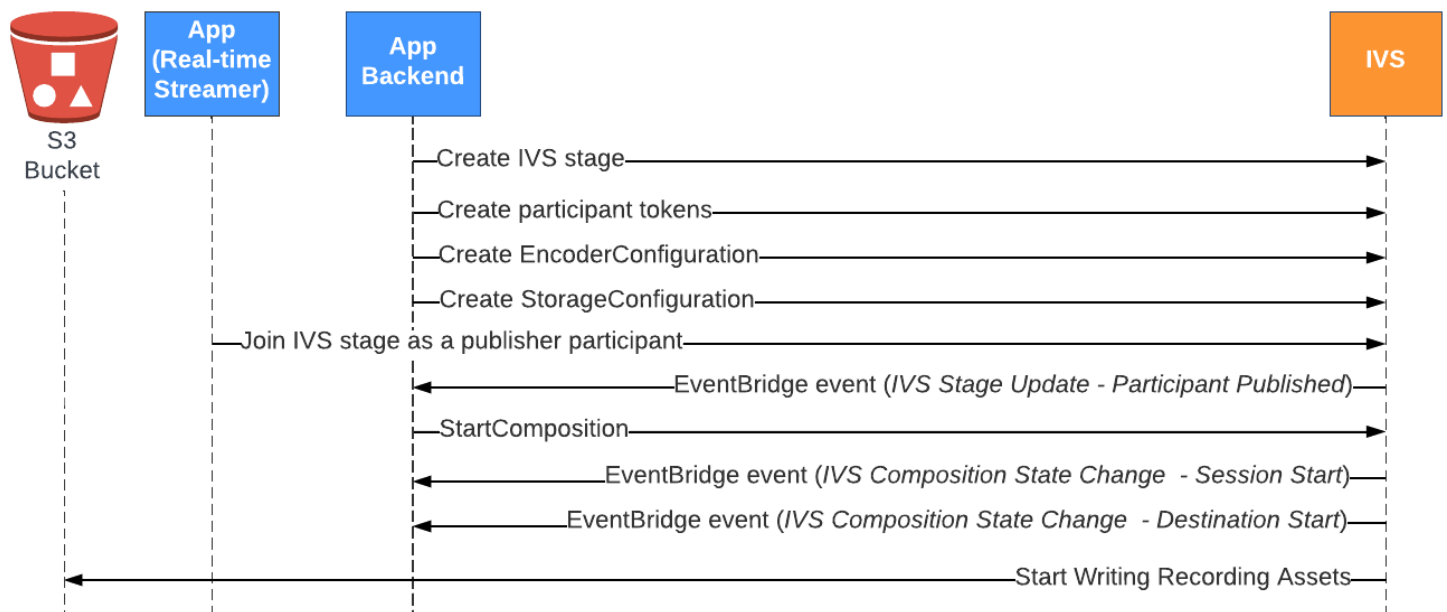 App
(Real-time
Streamer)
App
Backend
IVS
S3
Bucket
Create IVS stage
Create participant tokens
Create EncoderConfiguration
Create StorageConfiguration
Join IVS stage as a publisher participant
EventBridge event (IVS Stage Update - Participant Published)
StartComposition
EventBridge event (IVS Composition State Change - Session Start)
EventBridge event (IVS Composition State Change - Destination Start)
Start Writing Recording Assets